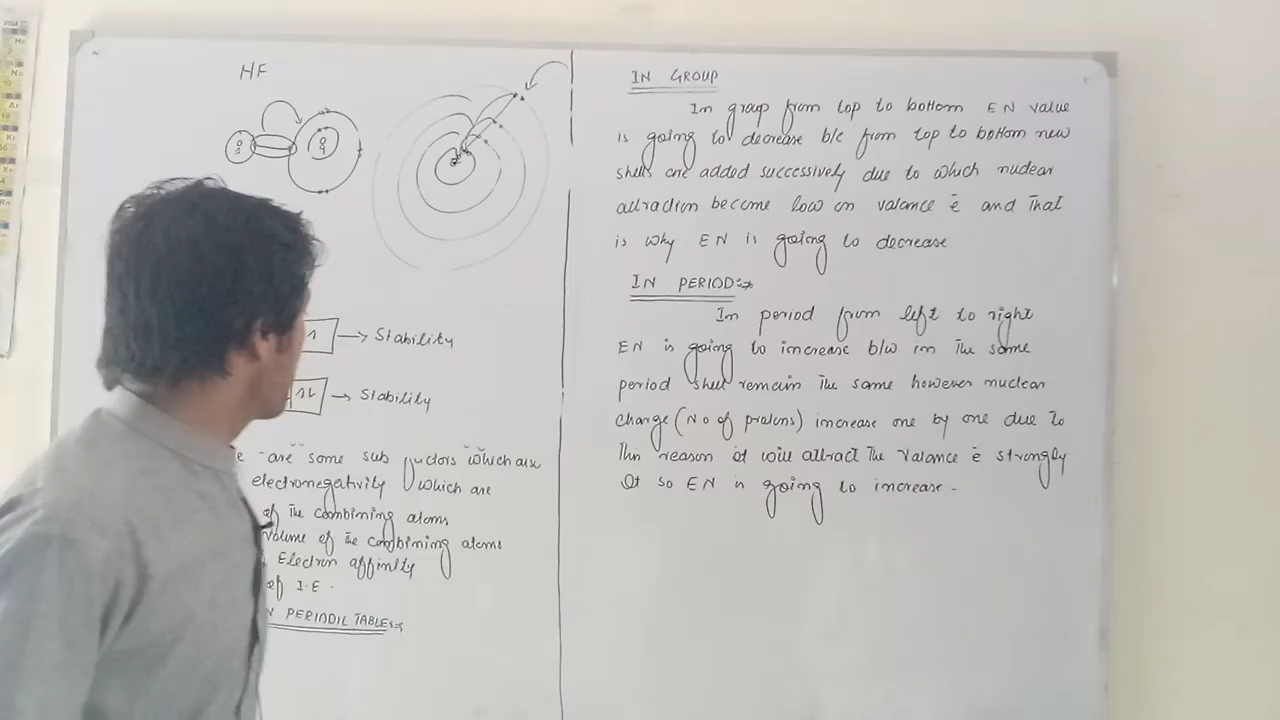 HF
→ Stability
→ Stability
are some sub factors which are
electronegativity which are
of the combining atoms
volume of the combining atoms
Electron affinity
of I.E.
PERIODIC TABLE:→
IN GROUP
In group from top to bottom EN value
is going to decrease b/c from top to bottom new
shells are added successively due to which nuclear
attraction become low on valance ē and that
is why EN is going to decrease
IN PERIOD:→
In period from left to right
EN is going to increase b/w in the same
period shell remain the same however nuclear
charge (No of protons) increase one by one due to
this reason it will attract the valance ē strongly
so EN is going to increase.